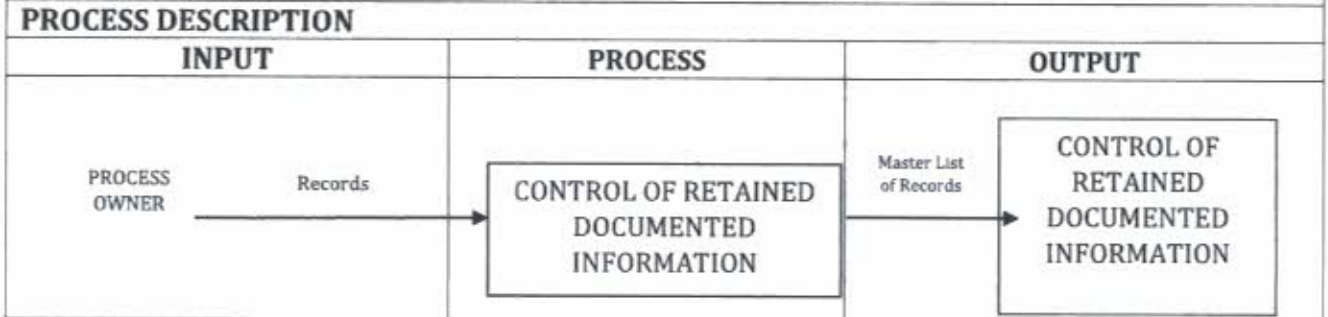 PROCESS DESCRIPTION
INPUT
PROCESS
OUTPUT
PROCESS
OWNER
Records
CONTROL OF RETAINED
DOCUMENTED
INFORMATION
Master List
of Records
CONTROL OF
RETAINED
DOCUMENTED
INFORMATION